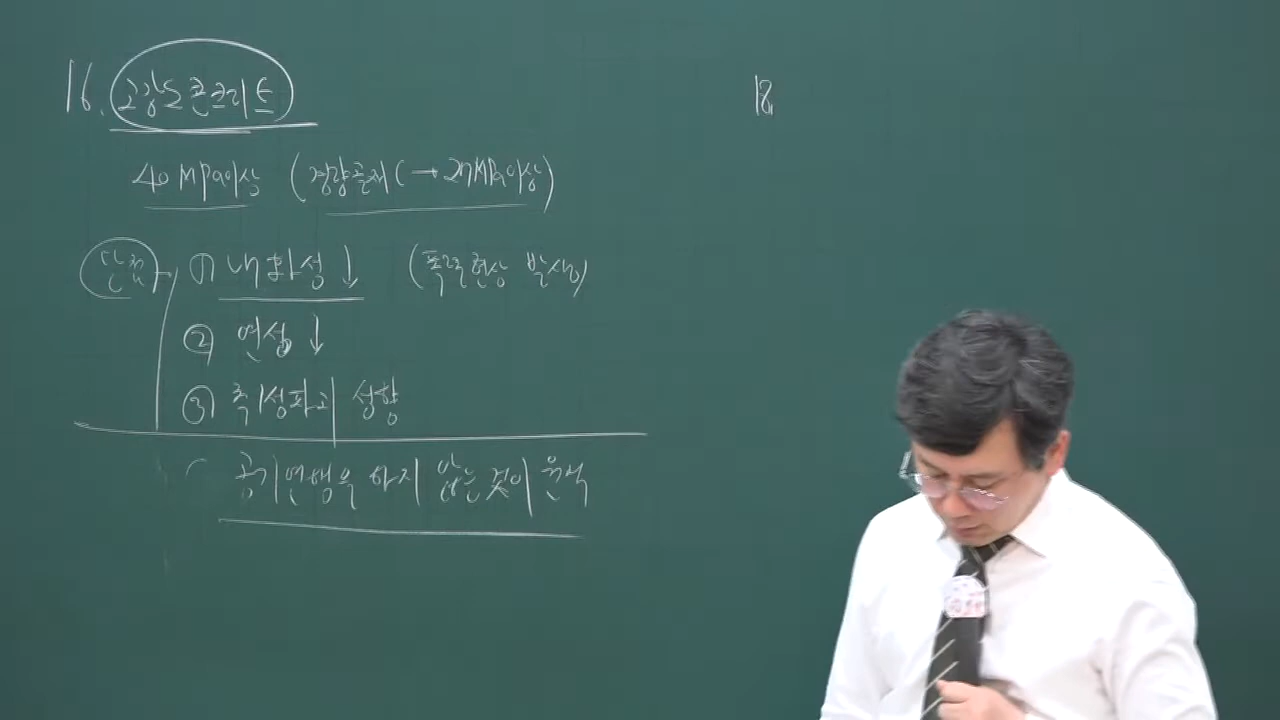 16. 고강도콘크리트
40 MPa이상 (경량골재C → 27MPa이상)
단점 ① 내화성↓ (폭렬현상 발생)
② 연성↓
③ 취성파괴 성향
공기연행을 하지 않는 것이 원칙
18